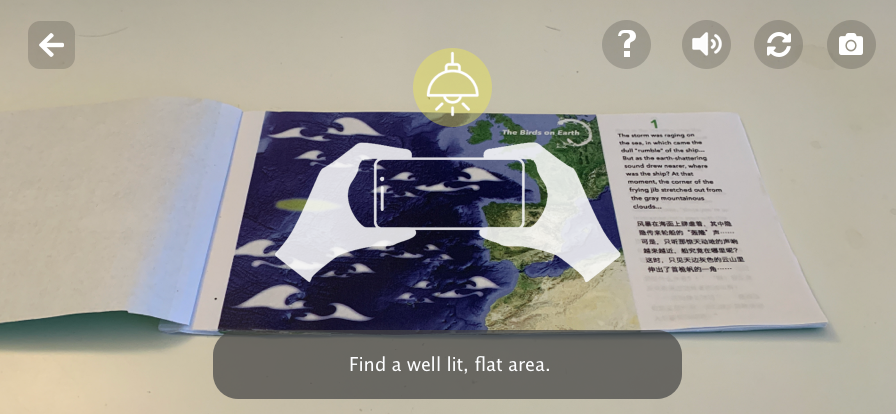 ?
The Birds on Earth
1
The storm was raging on
the sea, in which came the
dull "rumble" of the ship...
But as the earth-shattering
sound drew nearer, where
was the ship? At that
moment, the corner of the
frying jib stretched out from
the gray mountainous
clouds...
风暴在海面上肆虐着，其中隐
隐传来轮船的“轰隆”声……
可是，只听那惊天动地的声响
越来越近，船究竟在哪里呢？
这时，只见天边灰色的云山里
伸出了首桅帆的一角……
Find a well lit, flat area.